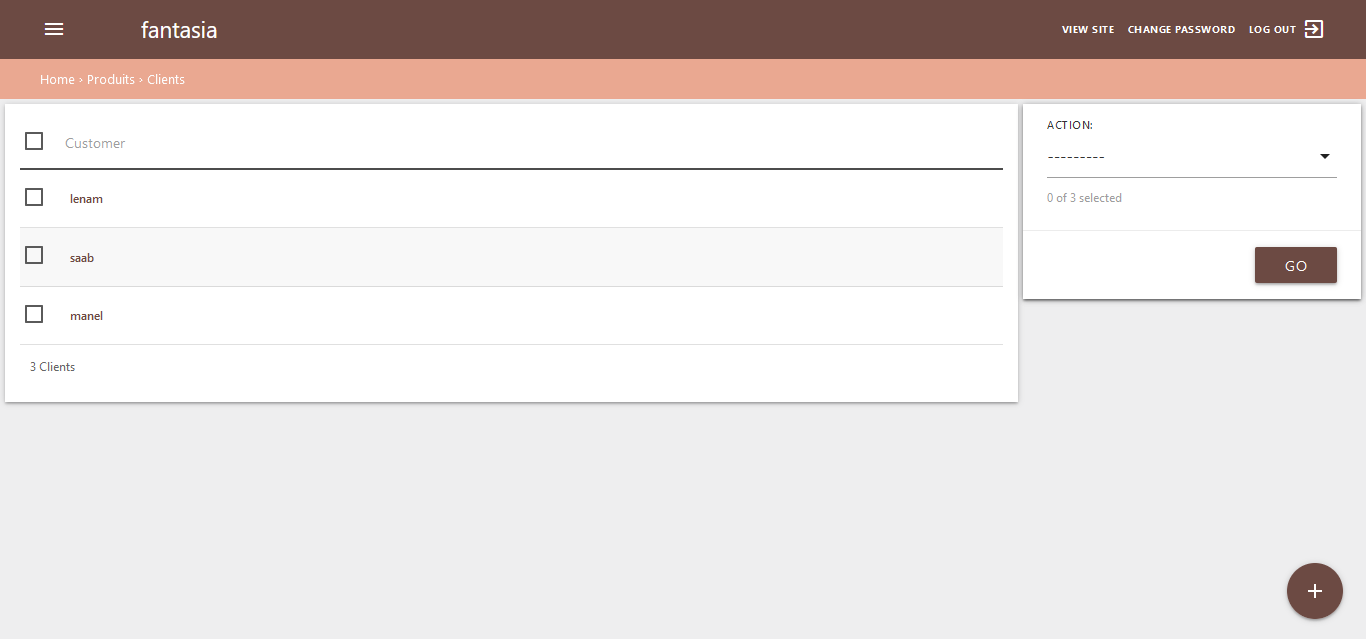 fantasia
VIEW SITE CHANGE PASSWORD LOG OUT
Home › Produits › Clients
Customer
lenam
saab
manel
3 Clients
ACTION:
---------
0 of 3 selected
GO
+